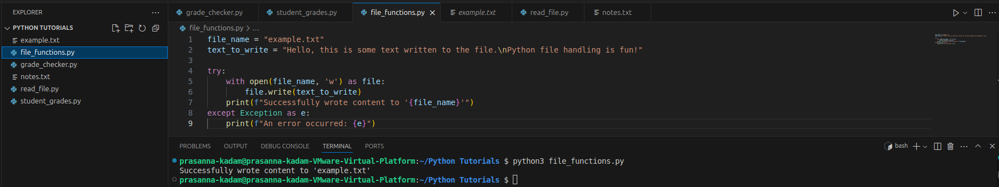 EXPLORER
grade_checker.py student_grades.py file_functions.py example.txt read_file.py notes.txt
PYTHON TUTORIALS
example.txt
file_functions.py
grade_checker.py
notes.txt
read_file.py
student_grades.py
file_functions.py > ...
1 file_name = "example.txt"
2 text_to_write = "Hello, this is some text written to the file.\nPython file handling is fun!"
3
4 try:
5     with open(file_name, 'w') as file:
6         file.write(text_to_write)
7     print(f"Successfully wrote content to '{file_name}'")
8 except Exception as e:
9     print(f"An error occurred: {e}")
PROBLEMS OUTPUT DEBUG CONSOLE TERMINAL PORTS bash
prasanna-kadam@prasanna-kadam-VMware-Virtual-Platform:~/Python Tutorials $ python3 file_functions.py
Successfully wrote content to 'example.txt'
prasanna-kadam@prasanna-kadam-VMware-Virtual-Platform:~/Python Tutorials $